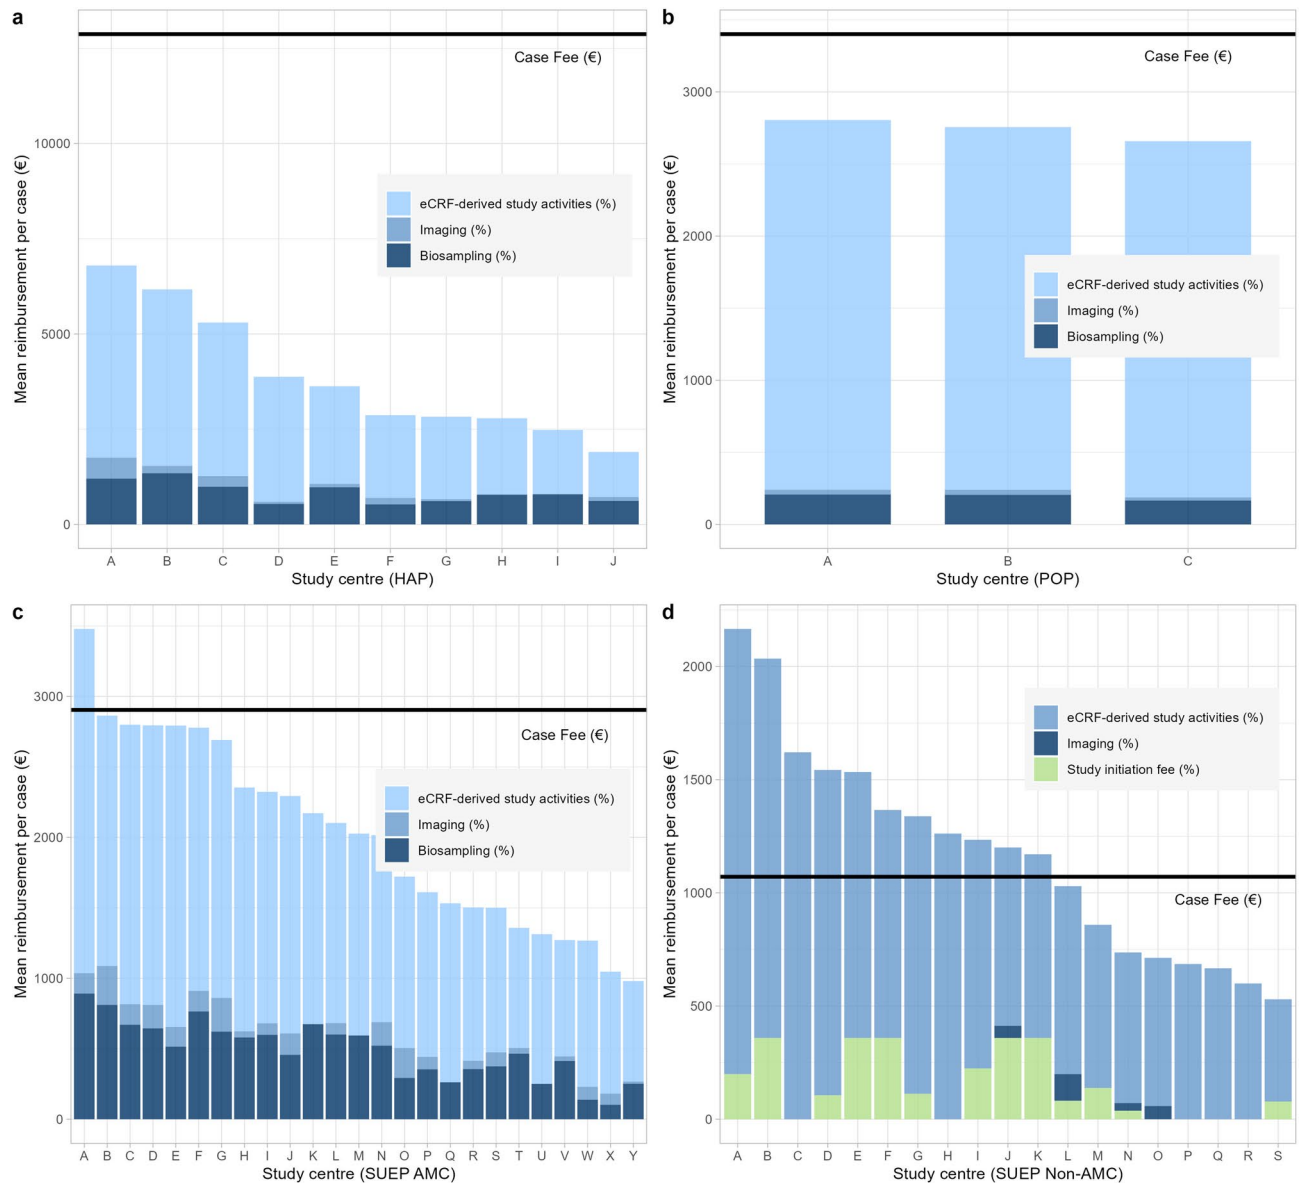 a
Case Fee (€)
10000
5000
0
Mean reimbursement per case (€)
eCRF-derived study activities (%)
Imaging (%)
Biosampling (%)
A B C D E F G H I J
Study centre (HAP)
b
Case Fee (€)
3000
2000
1000
0
Mean reimbursement per case (€)
eCRF-derived study activities (%)
Imaging (%)
Biosampling (%)
A B C
Study centre (POP)
c
3000
2000
1000
0
Mean reimbursement per case (€)
Case Fee (€)
eCRF-derived study activities (%)
Imaging (%)
Biosampling (%)
A B C D E F G H I J K L M N O P Q R S T U V W X Y
Study centre (SUEP AMC)
d
2000
1500
1000
500
0
Mean reimbursement per case (€)
eCRF-derived study activities (%)
Imaging (%)
Study initiation fee (%)
Case Fee (€)
A B C D E F G H I J K L M N O P Q R S
Study centre (SUEP Non-AMC)